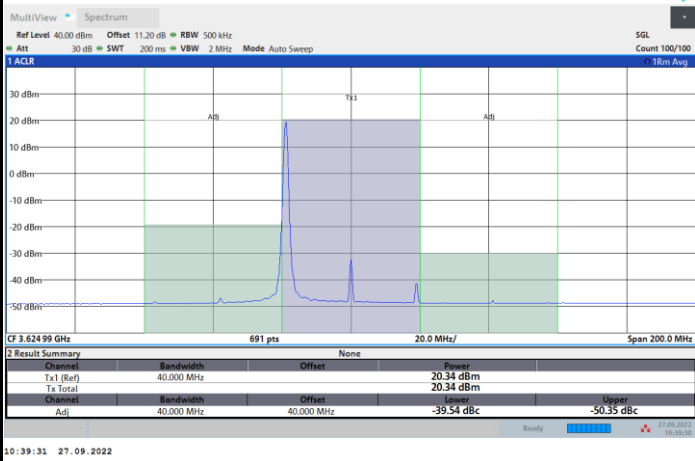 MultiView Spectrum
Ref Level 40.00 dBm Offset 11.20 dB RBW 500 kHz SGL
Att 30 dB SWT 200 ms VBW 2 MHz Mode Auto Sweep Count 100/100
1 ACLR 1Rm Avg
30 dBm
Tx1
20 dBm Adj Adj
10 dBm
0 dBm
-10 dBm
-20 dBm
-30 dBm
-40 dBm
-50 dBm
CF 3.624 99 GHz 691 pts 20.0 MHz/ Span 200.0 MHz
2 Result Summary None
Channel Bandwidth Offset Power
Tx1 (Ref) 40.000 MHz 20.34 dBm
Tx Total 20.34 dBm
Channel Bandwidth Offset Lower Upper
Adj 40.000 MHz 40.000 MHz -39.54 dBc -50.35 dBc
Ready 27.09.2022
10:39:30
10:39:31 27.09.2022